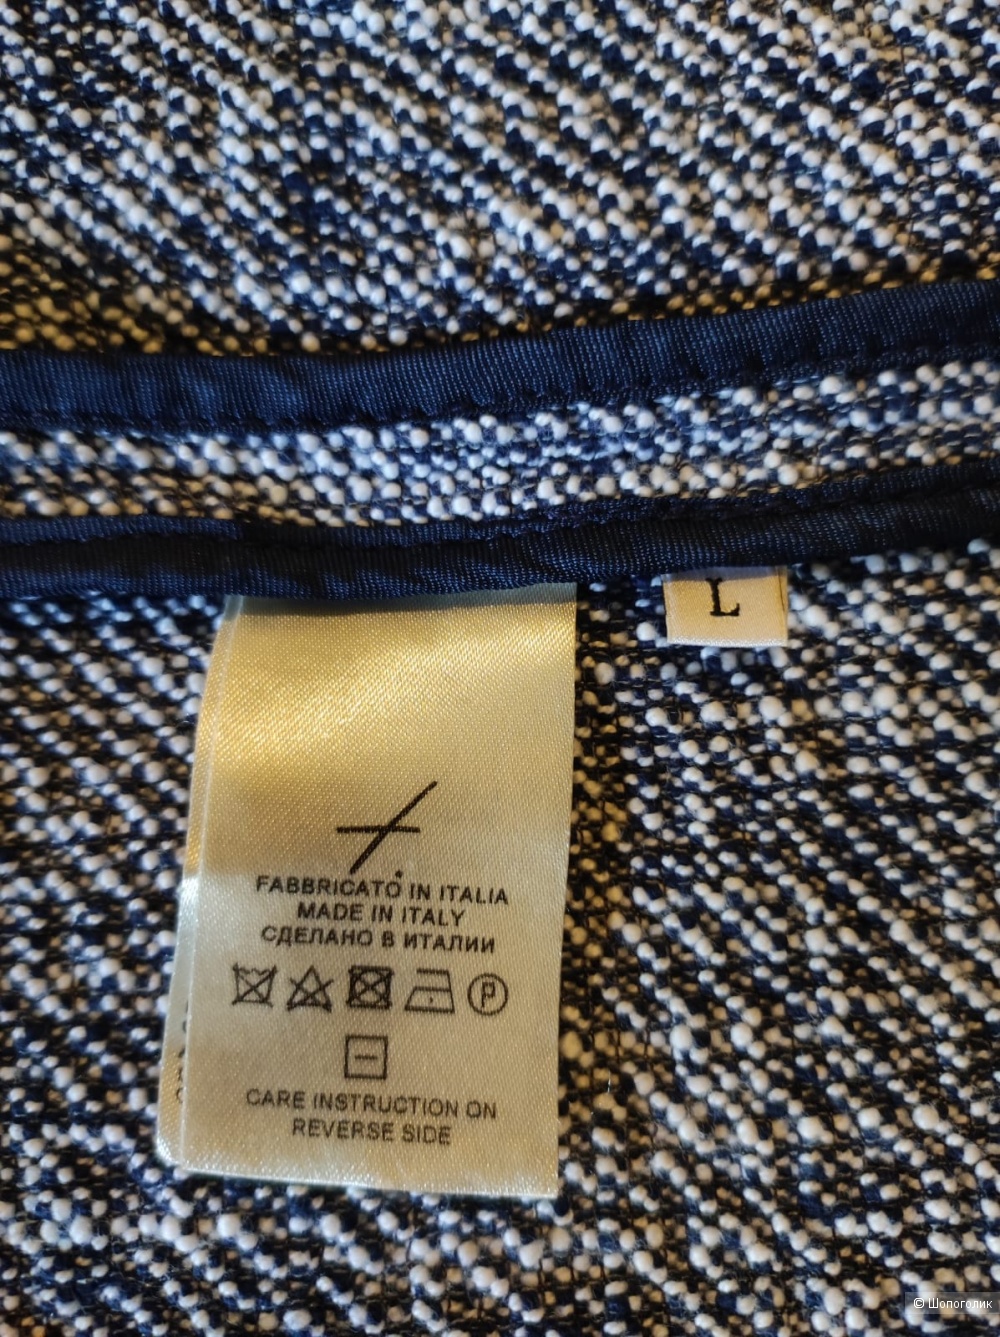 L
FABBRICATO IN ITALIA
MADE IN ITALY
СДЕЛАНО В ИТАЛИИ
P
CARE INSTRUCTION ON
REVERSE SIDE
© Шопоголик